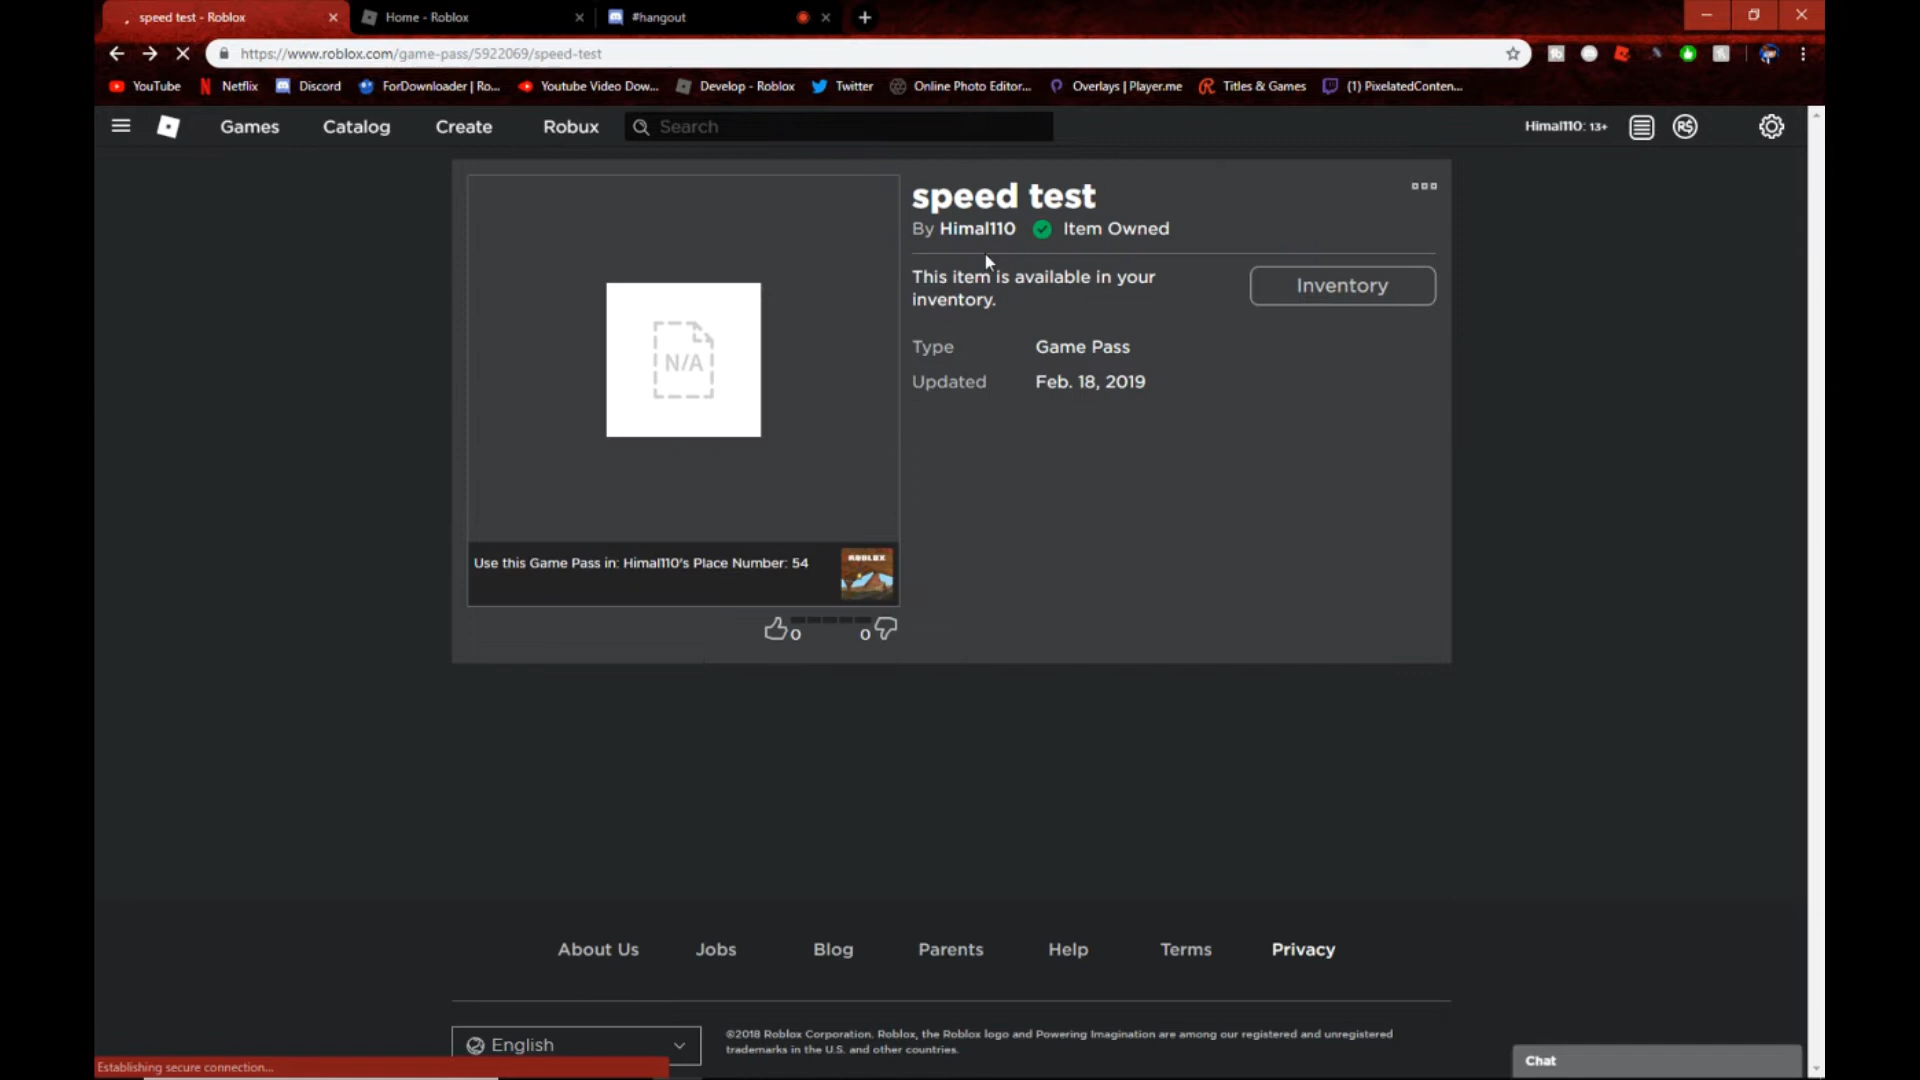 speed test - Roblox
Home - Roblox
#hangout
https://www.roblox.com/game-pass/5922069/speed-test
YouTube
Netflix
Discord
ForDownloader | Ro...
Youtube Video Dow...
Develop - Roblox
Twitter
Online Photo Editor...
Overlays | Player.me
Titles & Games
(1) PixelatedConten...
Games
Catalog
Create
Robux
Search
Himal110: 13+
R$
speed test
By Himal110 Item Owned
This item is available in your
inventory.
Inventory
Type Game Pass
Updated Feb. 18, 2019
N/A
Use this Game Pass in: Himal110's Place Number: 54
ROBLOX
0
0
About Us
Jobs
Blog
Parents
Help
Terms
Privacy
English
©2018 Roblox Corporation. Roblox, the Roblox logo and Powering Imagination are among our registered and unregistered
trademarks in the U.S. and other countries.
Chat
Establishing secure connection...